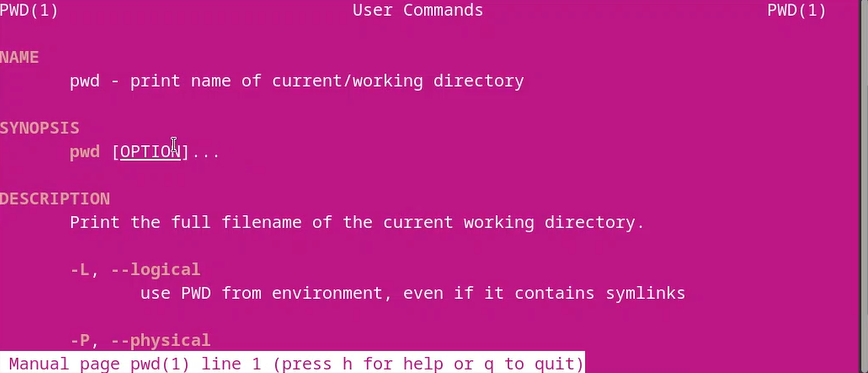 PWD(1) User Commands PWD(1)
NAME
pwd - print name of current/working directory
SYNOPSIS
pwd [OPTION]...
DESCRIPTION
Print the full filename of the current working directory.
-L, --logical
use PWD from environment, even if it contains symlinks
-P, --physical
Manual page pwd(1) line 1 (press h for help or q to quit)